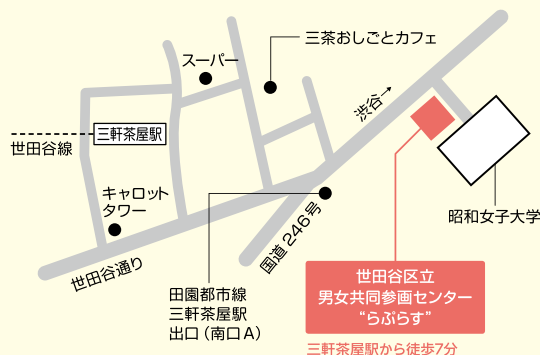 三茶おしごとカフェ
スーパー
渋谷→
世田谷線
三軒茶屋駅
キャロット
タワー
昭和女子大学
世田谷通り
国道246号
田園都市線
三軒茶屋駅
出口（南口A）
世田谷区立
男女共同参画センター
“らぷらす”
三軒茶屋駅から徒歩7分